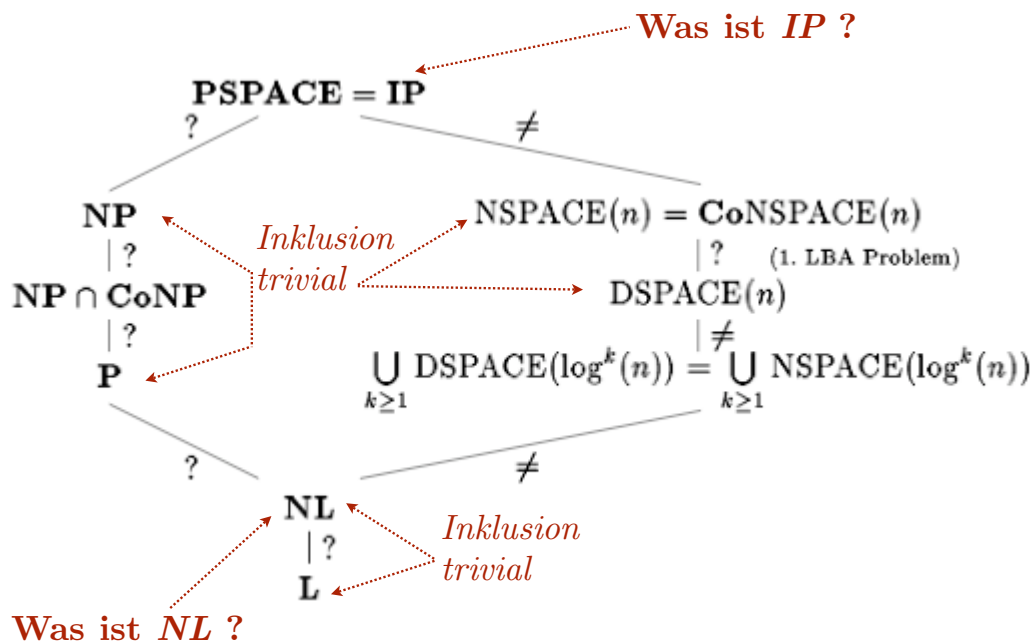 Was ist IP ?
PSPACE = IP
?
≠
NP
NSPACE(n) = CoNSPACE(n)
Inklusion
trivial
?
?
(1. LBA Problem)
NP ∩ CoNP
DSPACE(n)
?
≠
P
⋃ DSPACE(log^k(n)) = ⋃ NSPACE(log^k(n))
k≥1 k≥1
?
≠
NL
Inklusion
trivial
?
L
Was ist NL ?